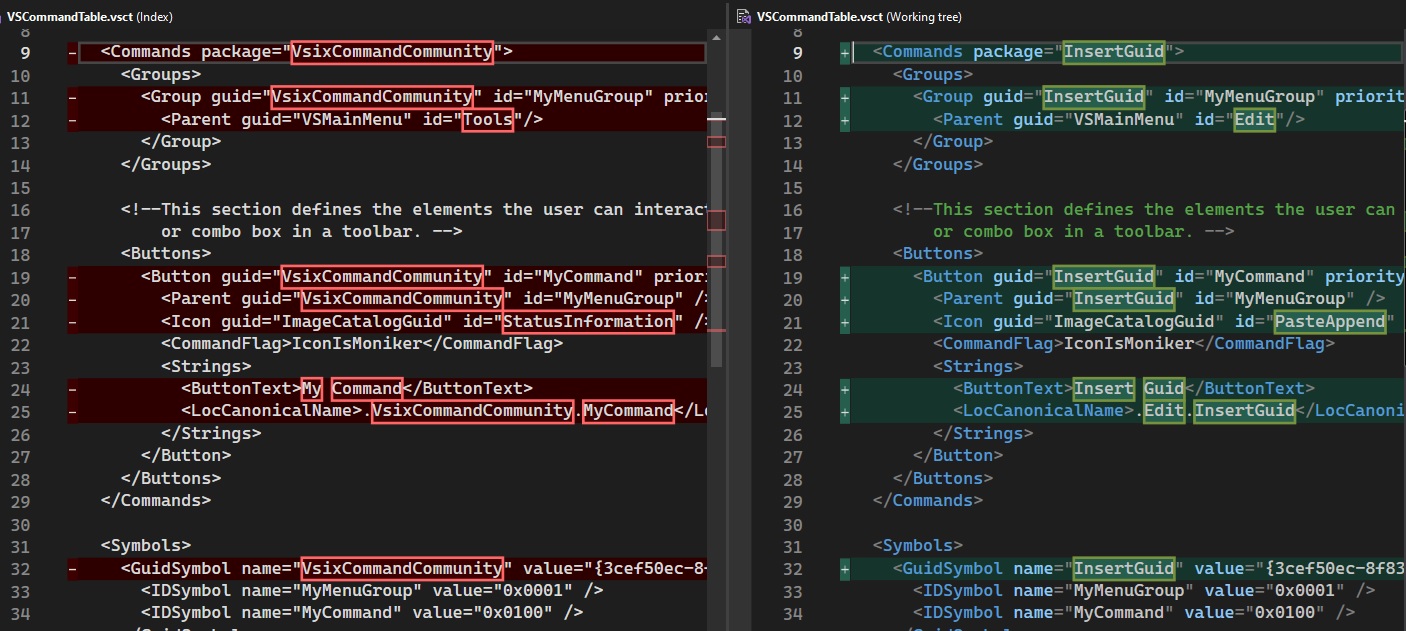 VSCommandTable.vsct (Index)
8
9 - <Commands package="VsixCommandCommunity">
10 <Groups>
11 - <Group guid="VsixCommandCommunity" id="MyMenuGroup" prior
12 - <Parent guid="VSMainMenu" id="Tools"/>
13 </Group>
14 </Groups>
15
16 <!--This section defines the elements the user can interac
17 or combo box in a toolbar. -->
18 <Buttons>
19 - <Button guid="VsixCommandCommunity" id="MyCommand" prior
20 - <Parent guid="VsixCommandCommunity" id="MyMenuGroup" /
21 - <Icon guid="ImageCatalogGuid" id="StatusInformation" /
22 <CommandFlag>IconIsMoniker</CommandFlag>
23 <Strings>
24 - <ButtonText>My Command</ButtonText>
25 - <LocCanonicalName>.VsixCommandCommunity.MyCommand</L
26 </Strings>
27 </Button>
28 </Buttons>
29 </Commands>
30
31 <Symbols>
32 - <GuidSymbol name="VsixCommandCommunity" value="{3cef50ec-8
33 <IDSymbol name="MyMenuGroup" value="0x0001" />
34 <IDSymbol name="MyCommand" value="0x0100" />
VSCommandTable.vsct (Working tree)
8
9 + <Commands package="InsertGuid">
10 <Groups>
11 + <Group guid="InsertGuid" id="MyMenuGroup" priorit
12 + <Parent guid="VSMainMenu" id="Edit"/>
13 </Group>
14 </Groups>
15
16 <!--This section defines the elements the user can
17 or combo box in a toolbar. -->
18 <Buttons>
19 + <Button guid="InsertGuid" id="MyCommand" priority
20 + <Parent guid="InsertGuid" id="MyMenuGroup" />
21 + <Icon guid="ImageCatalogGuid" id="PasteAppend"
22 <CommandFlag>IconIsMoniker</CommandFlag>
23 <Strings>
24 + <ButtonText>Insert Guid</ButtonText>
25 + <LocCanonicalName>.Edit.InsertGuid</LocCanoni
26 </Strings>
27 </Button>
28 </Buttons>
29 </Commands>
30
31 <Symbols>
32 + <GuidSymbol name="InsertGuid" value="{3cef50ec-8f83
33 <IDSymbol name="MyMenuGroup" value="0x0001" />
34 <IDSymbol name="MyCommand" value="0x0100" />